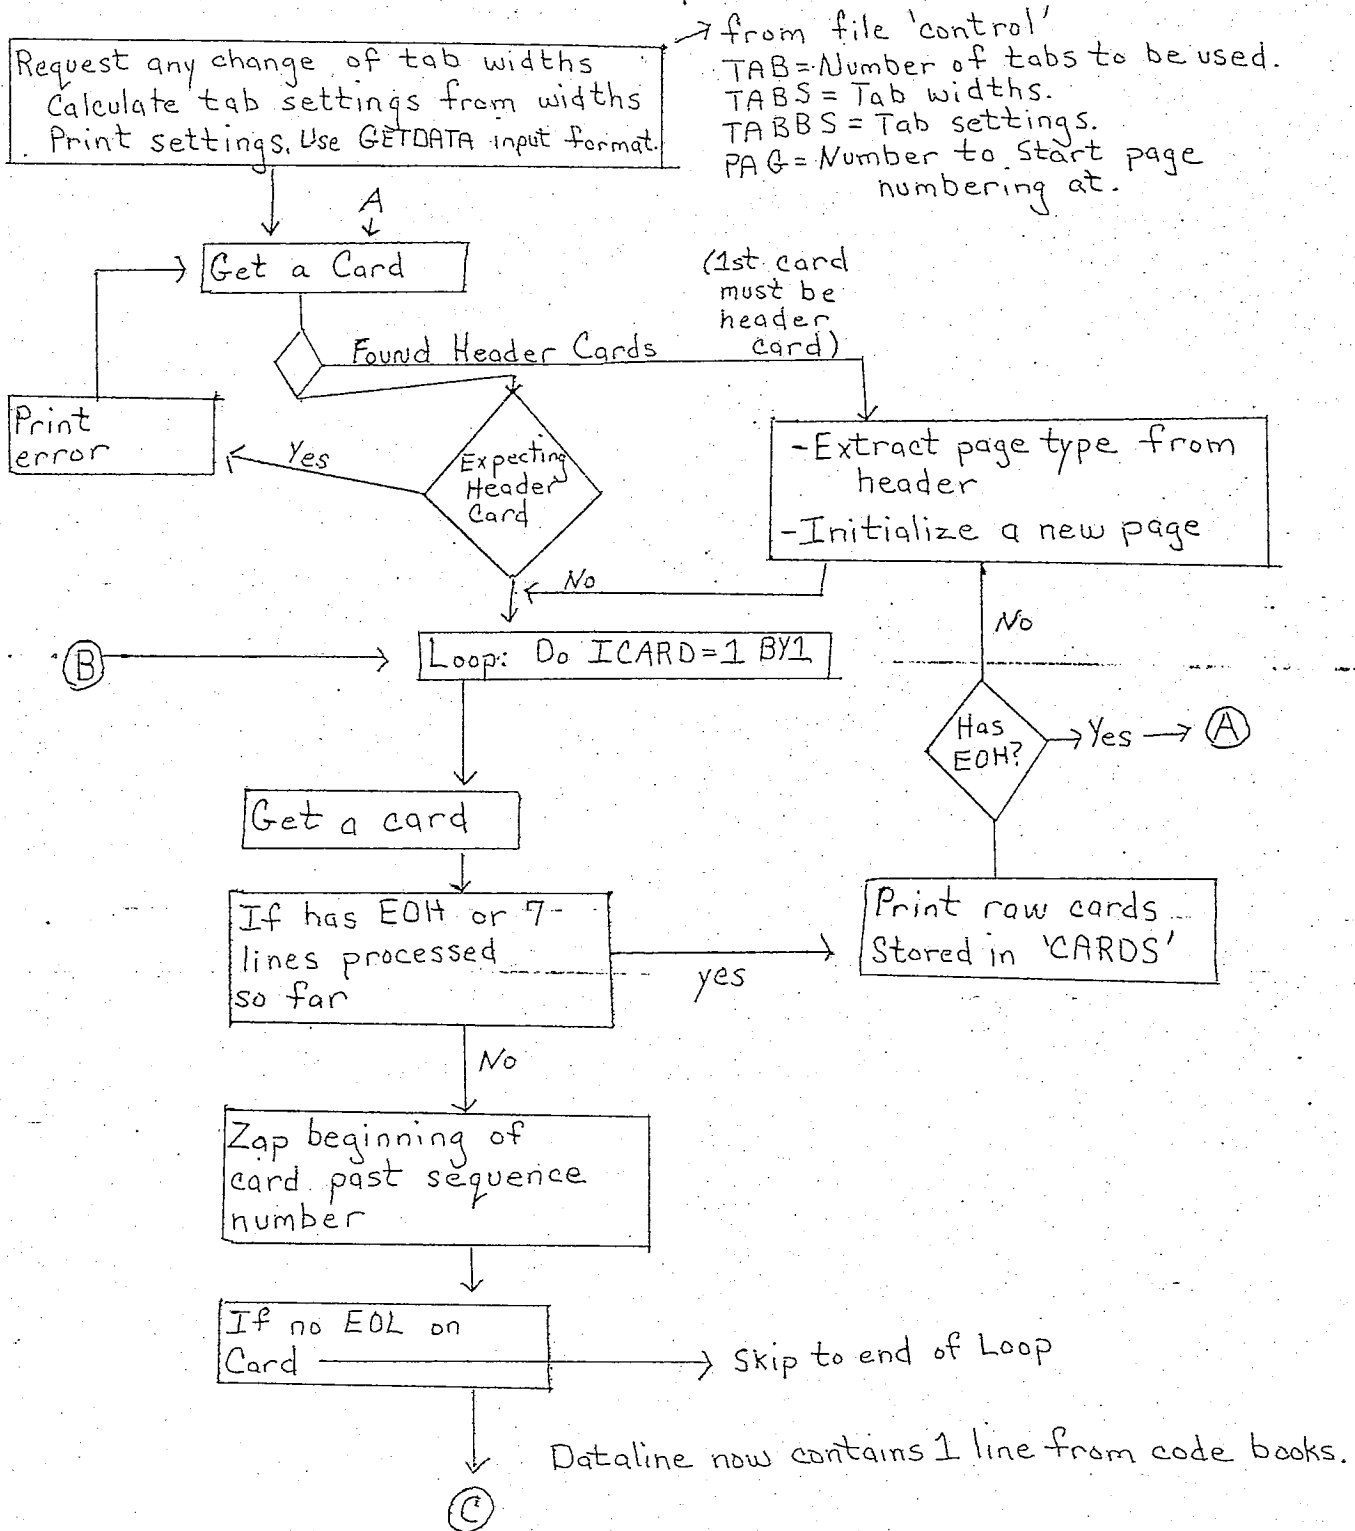 Request any change of tab widths
Calculate tab settings from widths
Print settings. Use GETDATA input format.
from file 'control'
TAB = Number of tabs to be used.
TABS = Tab widths.
TABBS = Tab settings.
PAG = Number to Start page
numbering at.
A
Get a Card
(1st card
must be
header
card)
Found Header Cards
Print
error
Yes
Expecting
Header
Card
-Extract page type from
header
-Initialize a new page
No
No
B
Loop: Do ICARD=1 BY1
Has
EOH?
Yes
A
Get a card
If has EOH or 7-
lines processed
so far
yes
Print raw cards
Stored in 'CARDS'
No
Zap beginning of
card past sequence
number
If no EOL on
Card
Skip to end of Loop
Dataline now contains 1 line from code books.
C